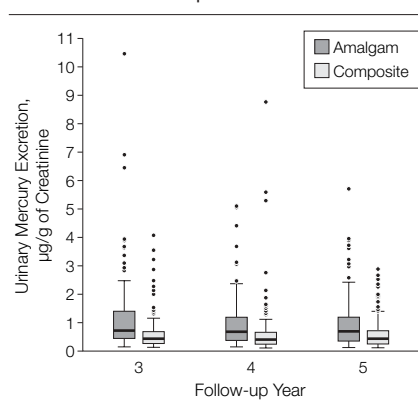 Amalgam
Composite
11
10
9
8
7
6
5
4
3
2
1
0
Urinary Mercury Excretion,
μg/g of Creatinine
3 4 5
Follow-up Year